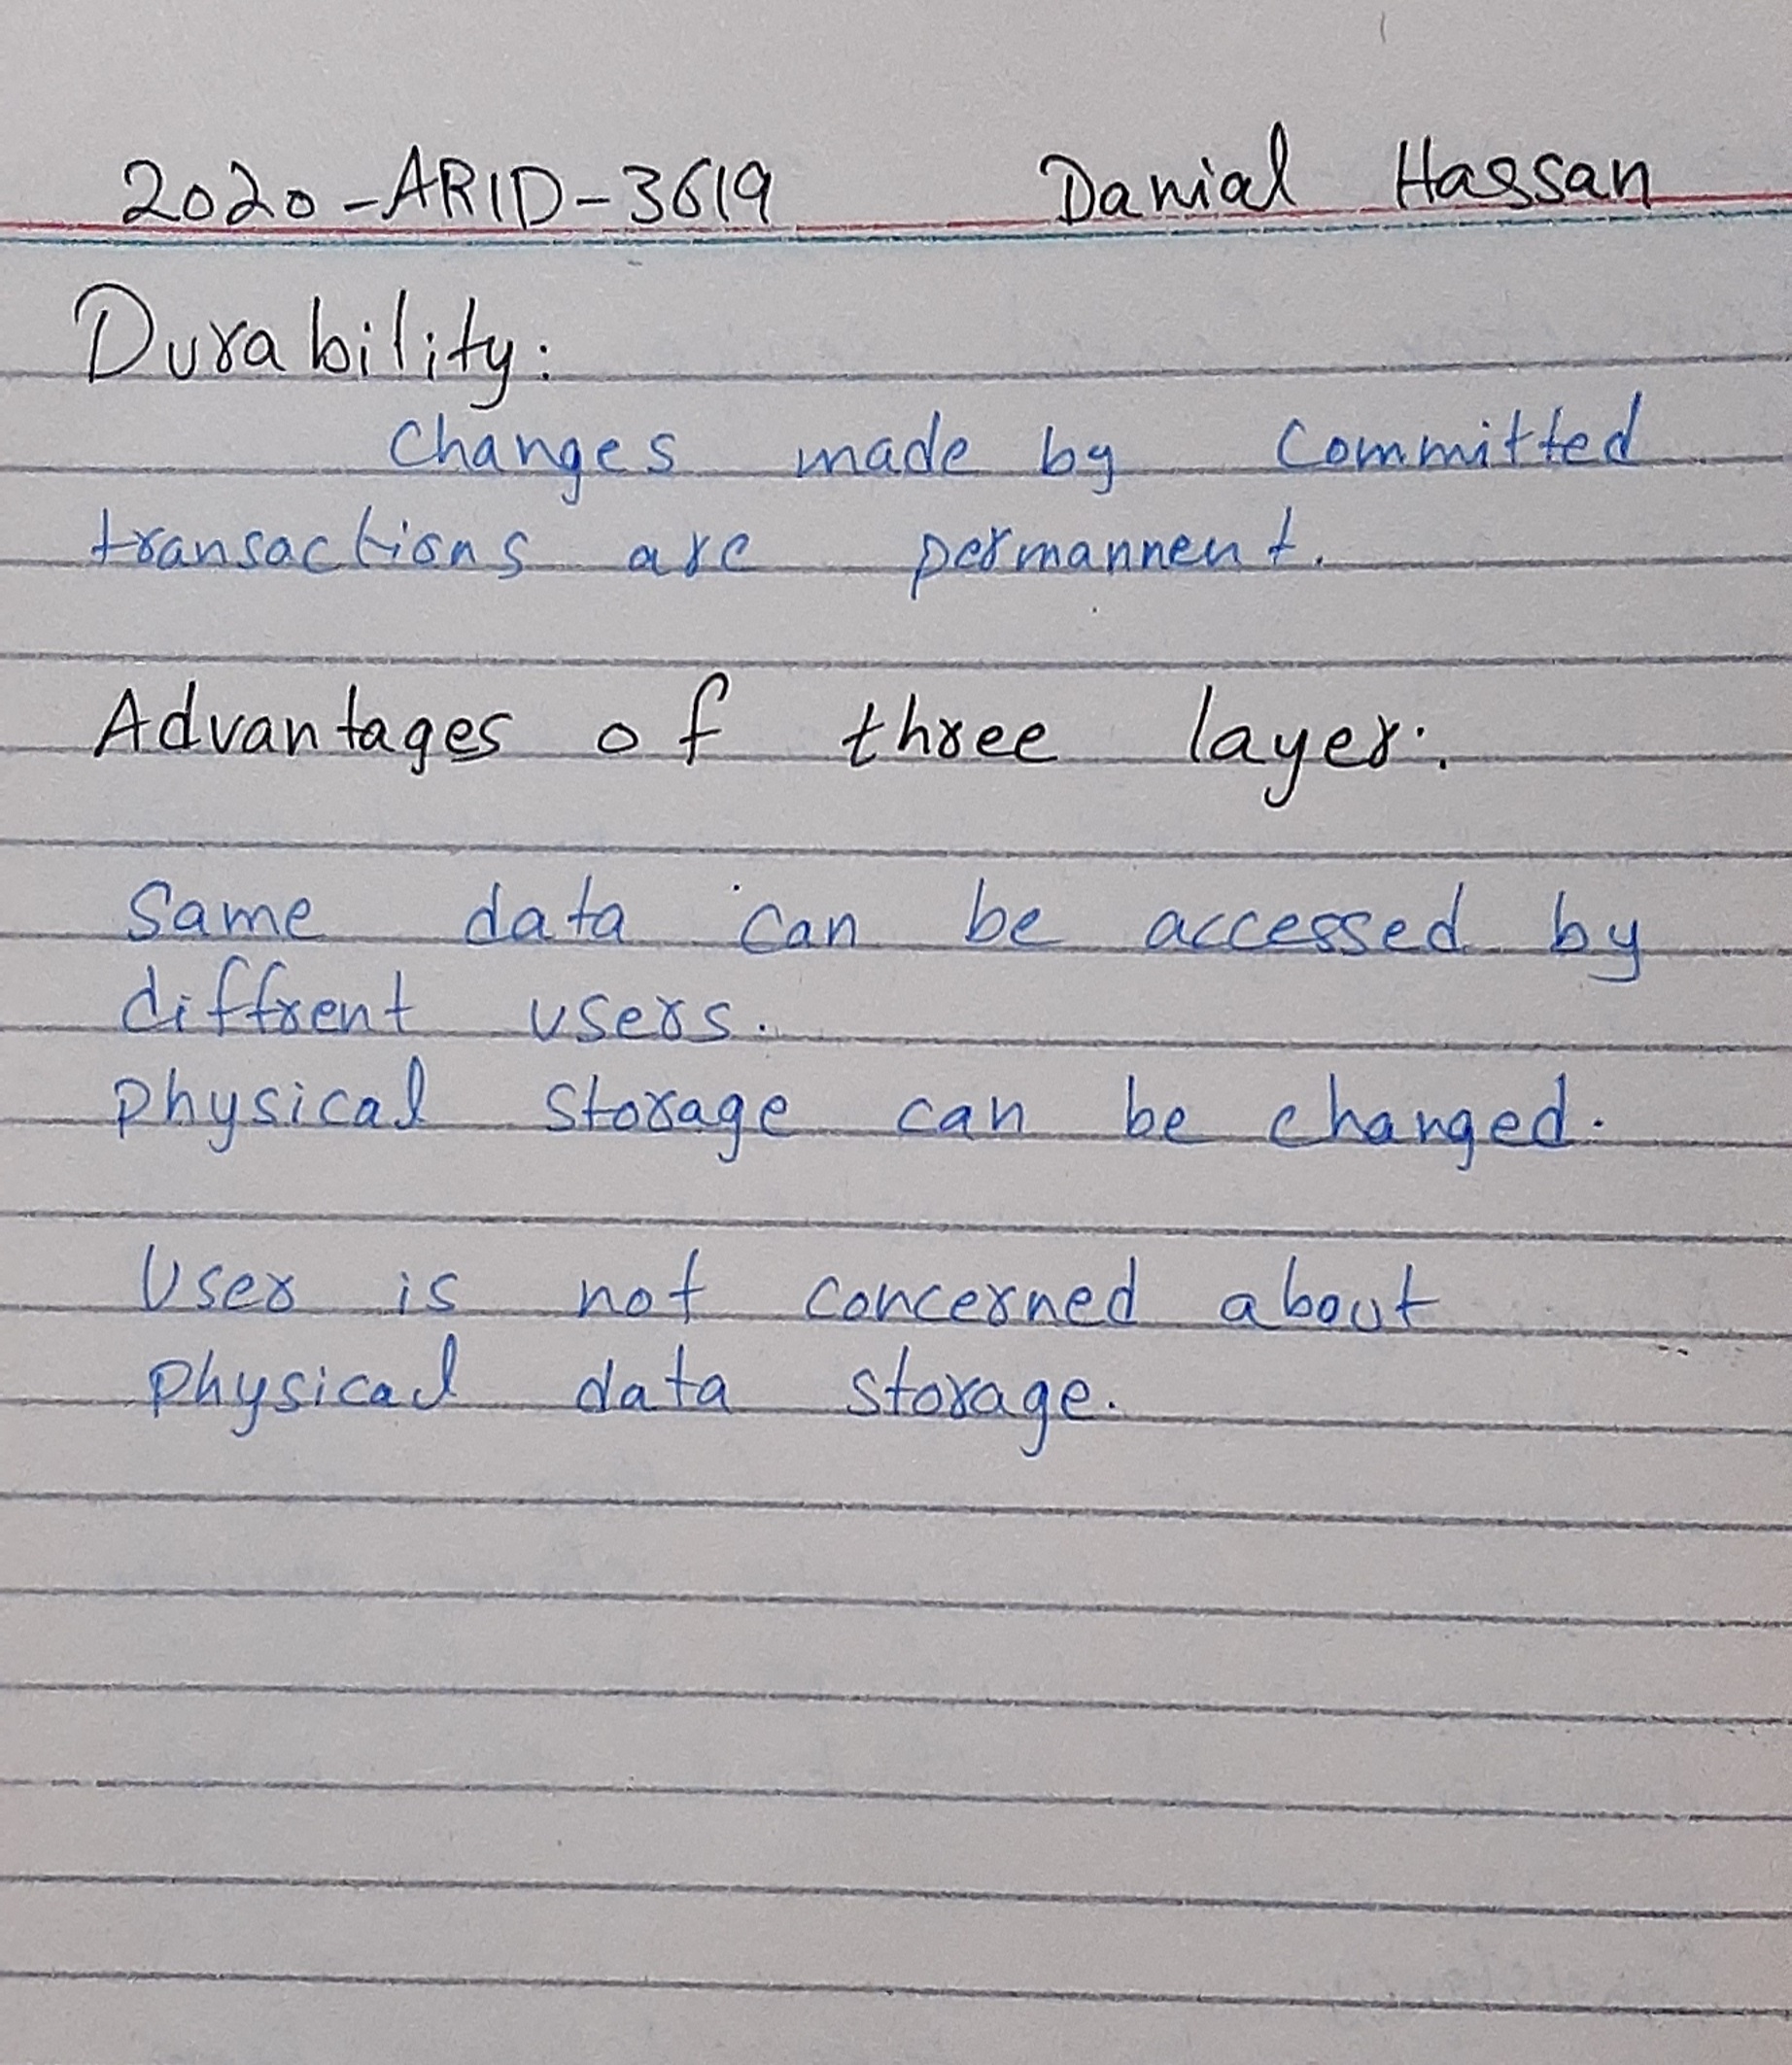 2020-ARID-3619 Danial Hassan
Durability:
Changes made by Committed
transactions are permannent.
Advantages of three layer:
Same data can be accessed by
diffrent users.
Physical Storage can be changed.
User is not concerned about
Physical data storage.